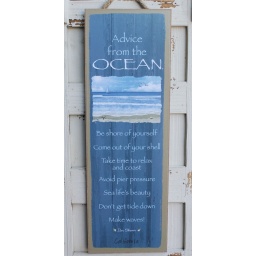 Advice
from the
OCEAN
Be shore of yourself
Come out of your shell
Take time to relax
and coast
Avoid pier pressure
Sea life's beauty
Don't get tide down
Make waves!